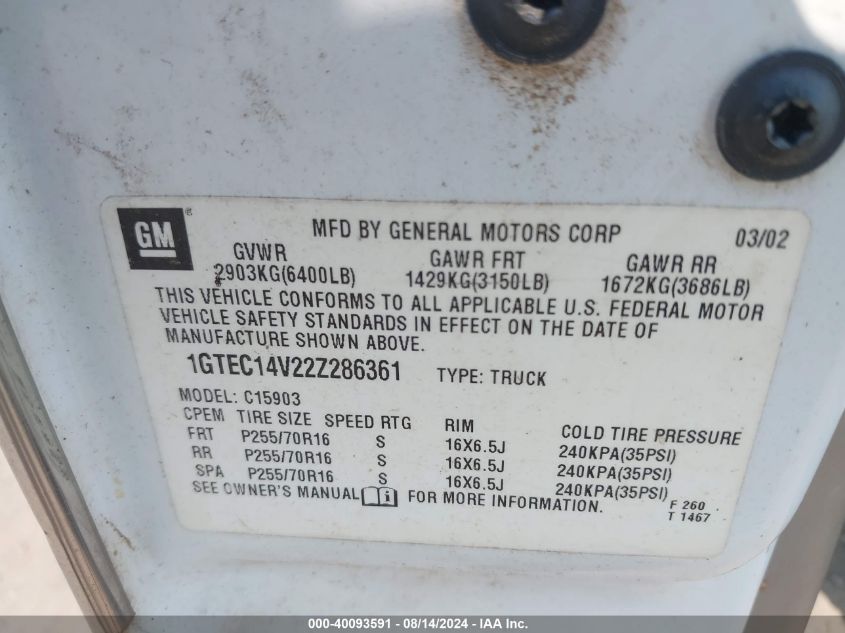 GM
MFD BY GENERAL MOTORS CORP 03/02
GVWR GAWR FRT GAWR RR
2903KG(6400LB) 1429KG(3150LB) 1672KG(3686LB)
THIS VEHICLE CONFORMS TO ALL APPLICABLE U.S. FEDERAL MOTOR
VEHICLE SAFETY STANDARDS IN EFFECT ON THE DATE OF
MANUFACTURE SHOWN ABOVE.
1GTEC14V22Z286361 TYPE: TRUCK
MODEL: C15903
CPEM TIRE SIZE SPEED RTG RIM COLD TIRE PRESSURE
FRT P255/70R16 S 16X6.5J 240KPA(35PSI)
RR P255/70R16 S 16X6.5J 240KPA(35PSI)
SPA P255/70R16 S 16X6.5J 240KPA(35PSI)
SEE OWNER'S MANUAL i FOR MORE INFORMATION.
F 260
T 1467
000-40093591 - 08/14/2024 - IAAI Inc.